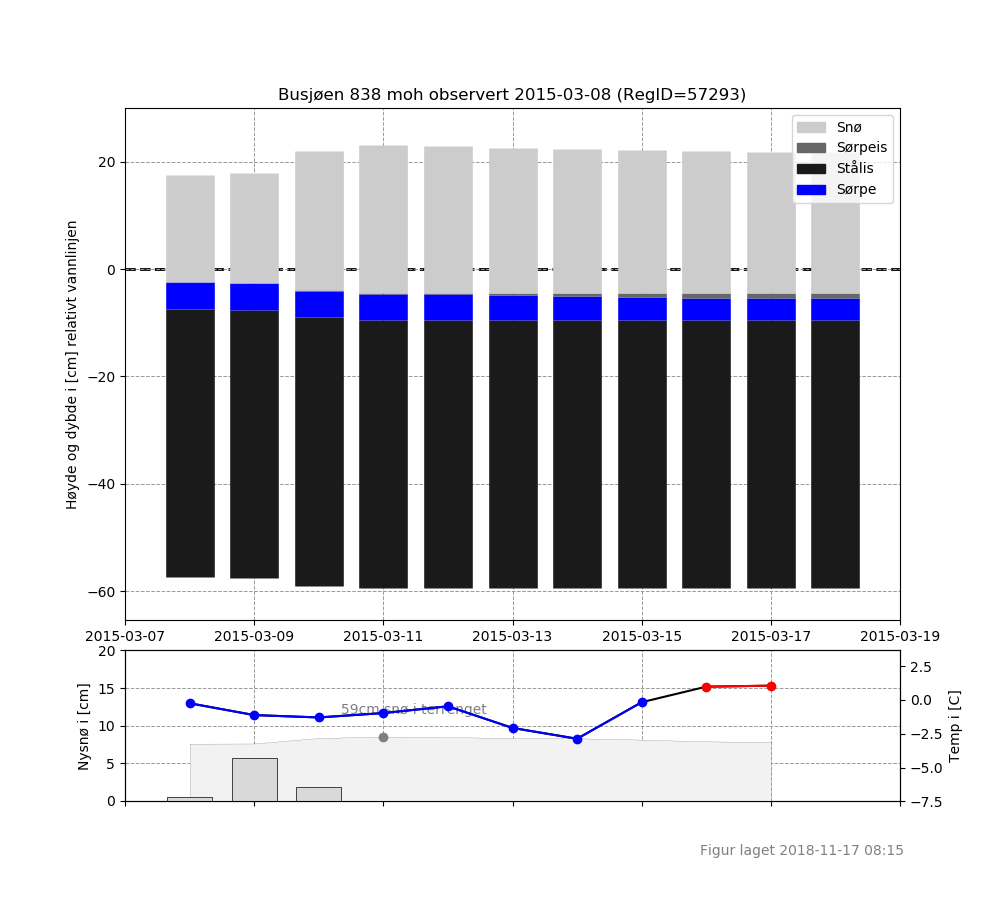 Busjøen 838 moh observert 2015-03-08 (RegID=57293)
Snø
Sørpeis
Stålis
Sørpe
20
0
−20
−40
−60
Høyde og dybde i [cm] relativt vannlinjen
2015-03-07 2015-03-09 2015-03-11 2015-03-13 2015-03-15 2015-03-17 2015-03-19
20
15
10
5
0
Nysnø i [cm]
59cm snø i terrenget
2.5
0.0
−2.5
−5.0
−7.5
Temp i [C]
Figur laget 2018-11-17 08:15